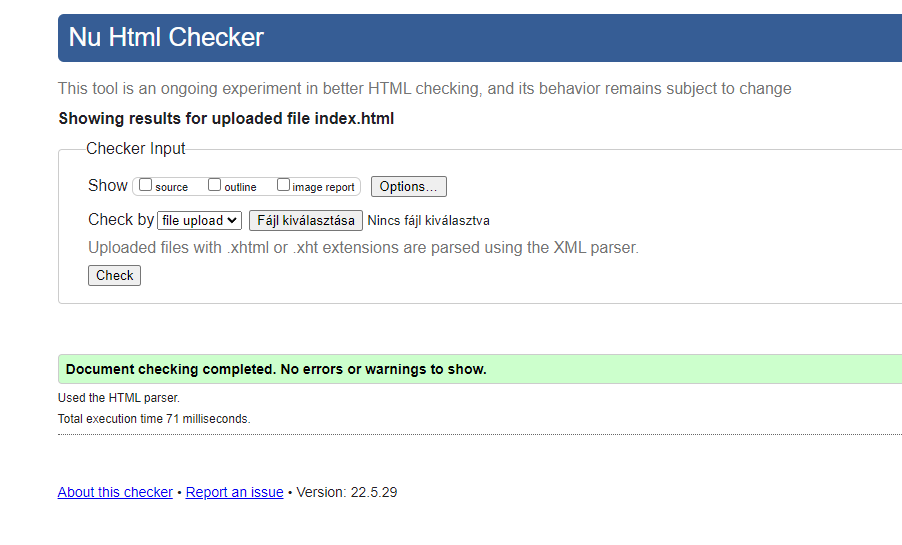 Nu Html Checker
This tool is an ongoing experiment in better HTML checking, and its behavior remains subject to change
Showing results for uploaded file index.html
Checker Input
Show source outline image report Options...
Check by file upload Fájl kiválasztása Nincs fájl kiválasztva
Uploaded files with .xhtml or .xht extensions are parsed using the XML parser.
Check
Document checking completed. No errors or warnings to show.
Used the HTML parser.
Total execution time 71 milliseconds.
About this checker • Report an issue • Version: 22.5.29